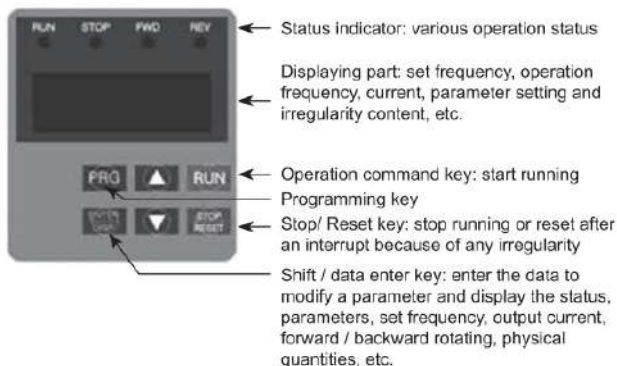 RUN STOP FWD REV
Status indicator: various operation status
Displaying part: set frequency, operation
frequency, current, parameter setting and
irregularity content, etc.
PRG RUN
Operation command key: start running
Programming key
STOP
RESET
Stop/ Reset key: stop running or reset after
an interrupt because of any irregularity
Shift / data enter key: enter the data to
modify a parameter and display the status,
parameters, set frequency, output current,
forward / backward rotating, physical
quantities, etc.